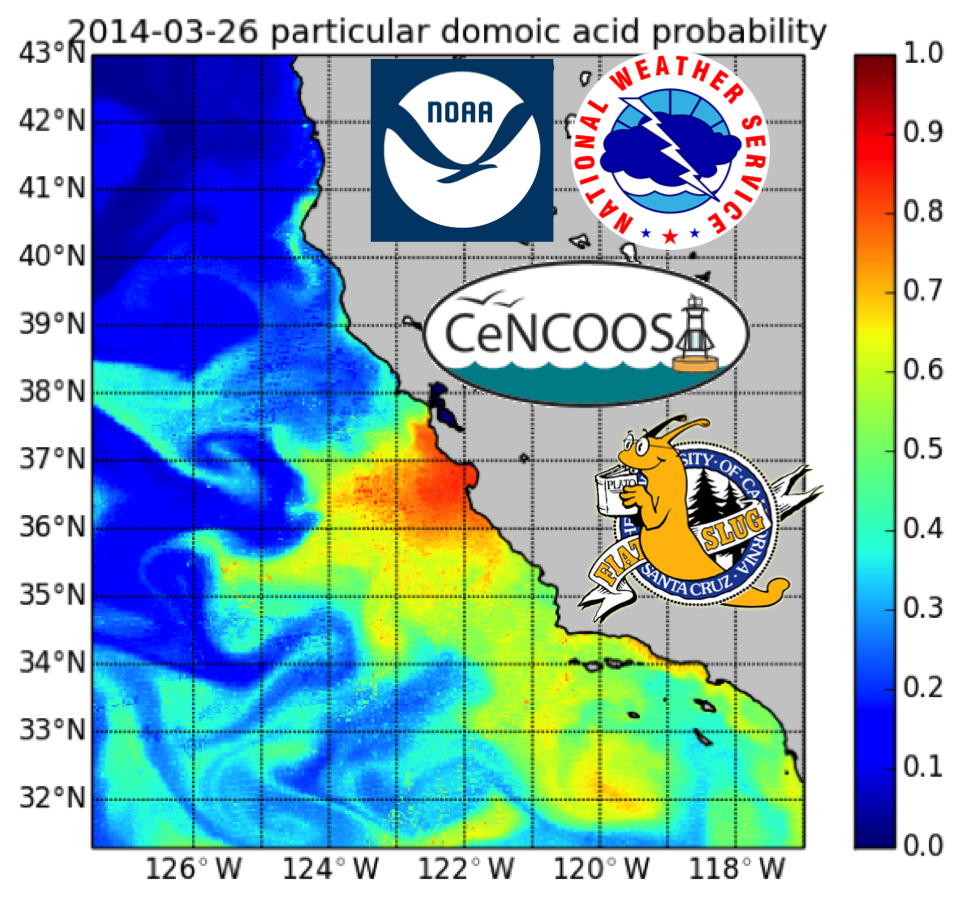 2014-03-26 particular domoic acid probability
43°N
42°N
41°N
40°N
39°N
38°N
37°N
36°N
35°N
34°N
33°N
32°N
126°W
124°W
122°W
120°W
118°W
1.0
0.9
0.8
0.7
0.6
0.5
0.4
0.3
0.2
0.1
0.0
NOAA
NATIONAL WEATHER SERVICE
CeNCOOS
PLATO
SITY·OF·CA
ORNIA
FIAT SLUG
SANTA CRUZ